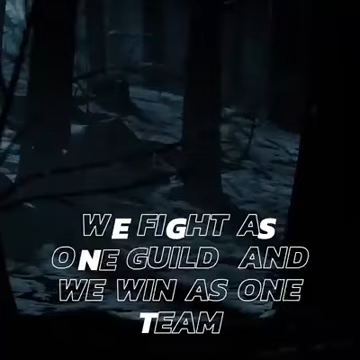 WE FIGHT AS
ONE GUILD AND
WE WIN AS ONE
TEAM